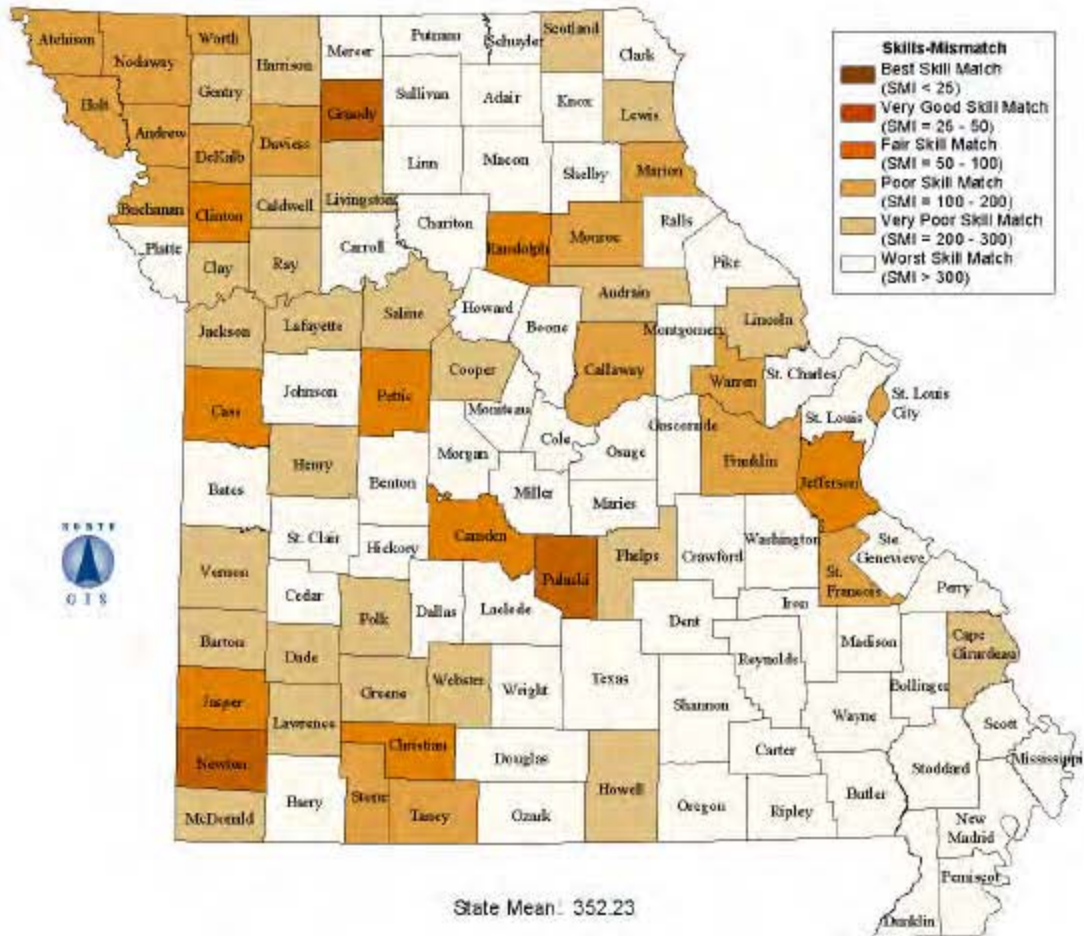 Atchison
Nodaway
Worth
Harrison
Mercer
Putnam
Schuyler
Scotland
Clark
Skills-Mismatch
Best Skill Match
(SMI < 25)
Very Good Skill Match
(SMI = 25 - 50)
Fair Skill Match
(SMI = 50 - 100)
Poor Skill Match
(SMI = 100 - 200)
Very Poor Skill Match
(SMI = 200 - 300)
Worst Skill Match
(SMI > 300)
Holt
Gentry
Grundy
Sullivan
Adair
Knox
Lewis
Andrew
DeKalb
Daviess
Linn
Macon
Shelby
Marion
Buchanan
Clinton
Caldwell
Livingston
Chariton
Randolph
Monroe
Ralls
Pike
Platte
Clay
Ray
Carroll
Howard
Boone
Audrain
Montgomery
Lincoln
Jackson
Lafayette
Saline
Cooper
Callaway
Warren
St. Charles
St. Louis
City
St. Louis
Cass
Johnson
Pettis
Moniteau
Cole
Osage
Gasconade
Franklin
Jefferson
Bates
Henry
Benton
Morgan
Miller
Maries
NORTH
GIS
St. Clair
Hickory
Camden
Pulaski
Phelps
Crawford
Washington
Ste.
Genevieve
St.
Francois
Perry
Vernon
Cedar
Polk
Dallas
Laclede
Dent
Iron
Madison
Cape
Girardeau
Barton
Dade
Greene
Webster
Wright
Texas
Shannon
Reynolds
Wayne
Bollinger
Scott
Mississippi
Jasper
Lawrence
Christian
Douglas
Howell
Carter
Butler
Stoddard
Newton
Barry
Stone
Taney
Ozark
Oregon
Ripley
New
Madrid
McDonald
Pemiscot
Dunklin
State Mean: 352.23